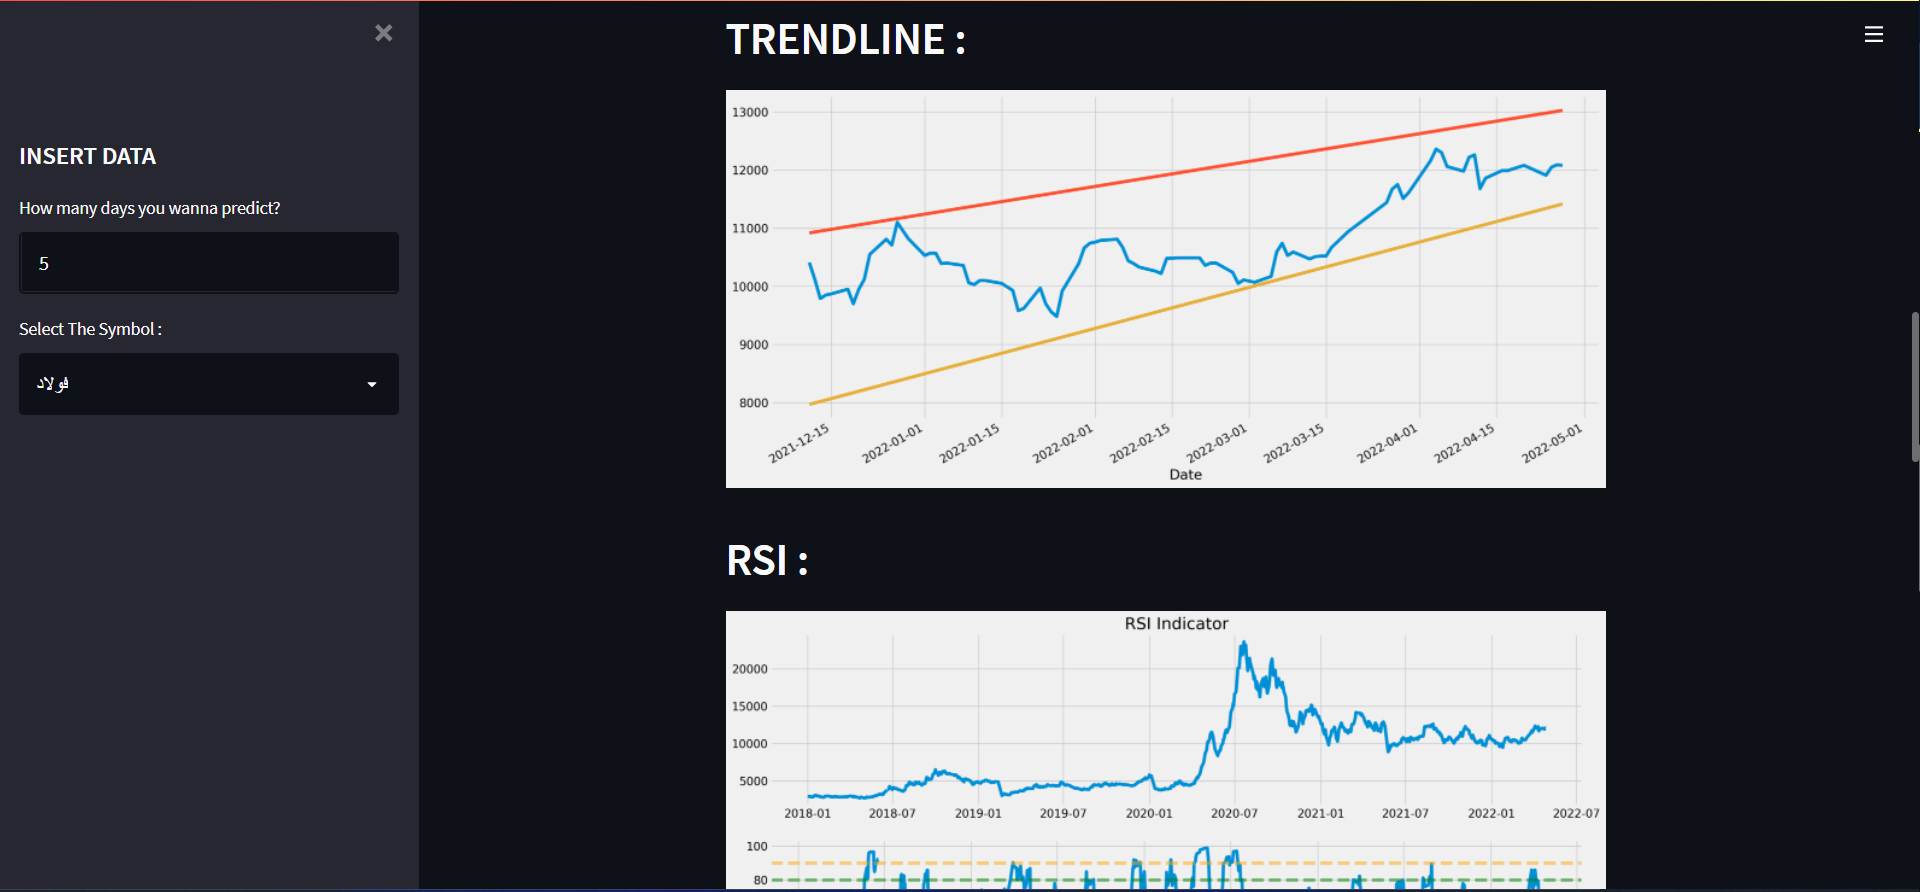 INSERT DATA
How many days you wanna predict?
5
Select The Symbol :
فولاد
TRENDLINE :
13000
12000
11000
10000
9000
8000
2021-12-15
2022-01-01
2022-01-15
2022-02-01
2022-02-15
2022-03-01
2022-03-15
2022-04-01
2022-04-15
2022-05-01
Date
RSI :
RSI Indicator
20000
15000
10000
5000
2018-01 2018-07 2019-01 2019-07 2020-01 2020-07 2021-01 2021-07 2022-01 2022-07
100
80